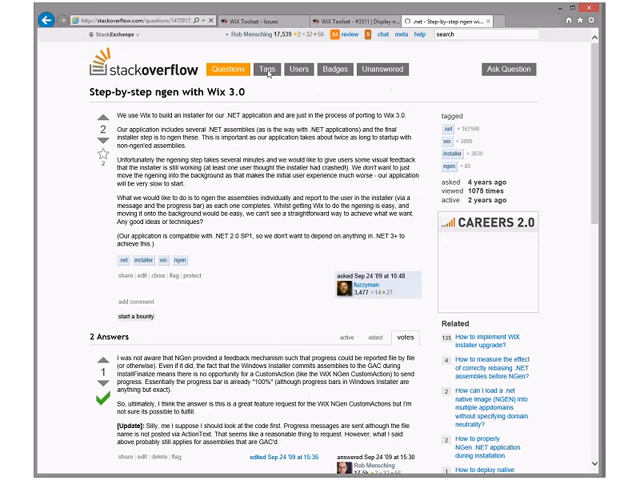 http://stackoverflow.com/questions/1470917
WiX Toolset - Issues
WiX Toolset - #3511 | Display n...
.net - Step-by-step ngen wi...
StackExchange
Rob Mensching 17,539 2 32 56
84 review
chat meta help
search
stackoverflow
Questions
Tags
Users
Badges
Unanswered
Ask Question
Step-by-step ngen with Wix 3.0
2
2
We use Wix to build an installer for our .NET application and are just in the process of porting to Wix 3.0.
Our application includes several .NET assemblies (as is the way with .NET applications) and the final
installer step is to ngen these. This is important as our application takes about twice as long to startup with
non-ngen'ed assemblies.
Unfortunately the ngening step takes several minutes and we would like to give users some visual feedback
that the installer is still working (at least one user thought the installer had crashed!). We don't want to just
move the ngening into the background as that makes the initial user experience much worse - our application
will be very slow to start.
What we would like to do is to ngen the assemblies individually and report to the user in the installer (via a
message and the progress bar) as each one completes. Whilst getting Wix to do the ngening is easy, and
moving it onto the background would be easy, we can't see a straightforward way to achieve what we want.
Any good ideas or techniques?
(Our application is compatible with .NET 2.0 SP1, so we don't want to depend on anything in .NET 3+ to
achieve this.)
.net installer wix ngen
share | edit | close | flag | protect
asked Sep 24 '09 at 10:48
fuzzyman
3,477 14 27
add comment
start a bounty
2 Answers
active oldest votes
1
I was not aware that NGen provided a feedback mechanism such that progress could be reported file by file
(or otherwise). Even if it did, the fact that the Windows Installer commits assemblies to the GAC during
InstallFinalize means there is no opportunity for a CustomAction (like the WiX NGen CustomActions) to send
progress. Essentially the progress bar is already "100%" (although progress bars in Windows Installer are
anything but exact).
So, ultimately, I think the answer is this is a great feature request for the WiX NGen CustomAction but I'm
not sure its possible to fulfill.
[Update]: Silly, me I suppose I should look at the code first. Progress messages are sent although the file
name is not posted via ActionText. That seems like a reasonable thing to request. However, what I said
above probably still applies for assemblies that are GAC'd.
share | edit | delete | flag
edited Sep 24 '09 at 15:35
answered Sep 24 '09 at 15:30
Rob Mensching
tagged
.net × 167598
wix × 3890
installer × 3830
ngen × 85
asked 4 years ago
viewed 1075 times
active 2 years ago
CAREERS 2.0
Related
135 How to implement WiX
installer upgrade?
4 How to measure the effect
of correctly rebasing .NET
assemblies before NGen?
2 How can I load a .net
native image (NGEN) into
multiple appdomains
without specifying domain
neutrality?
2 How to properly
NGen .NET application
during installation
How to deploy native